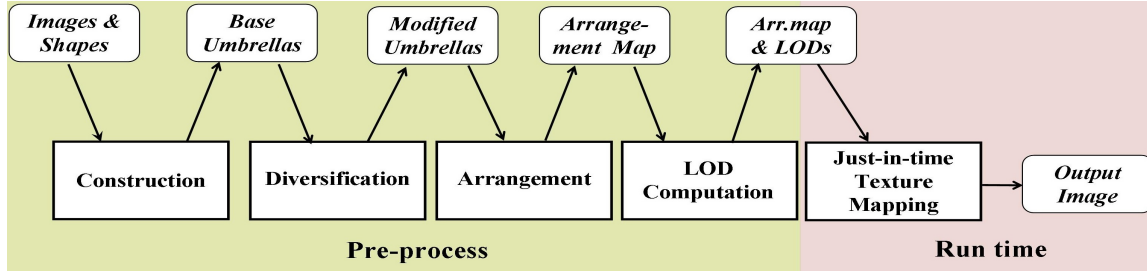 Images &
Shapes
Base
Umbrellas
Modified
Umbrellas
Arrange-
ment Map
Arr.map
& LODs
Construction
Diversification
Arrangement
LOD
Computation
Just-in-time
Texture
Mapping
Output
Image
Pre-process
Run time